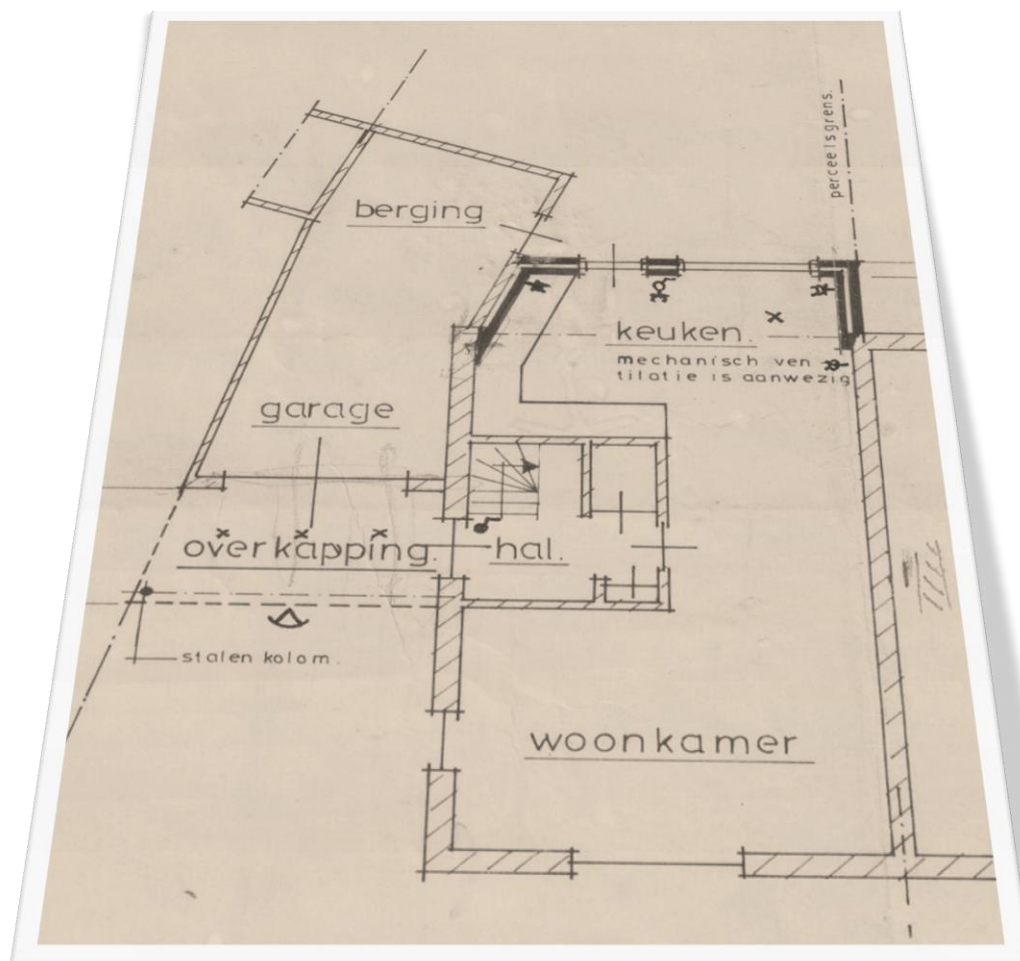 perceelsgrens.
berging
keuken.
mechanisch ven
tilatie is aanwezig
garage
overkapping.
hal.
stalen kolom.
woonkamer